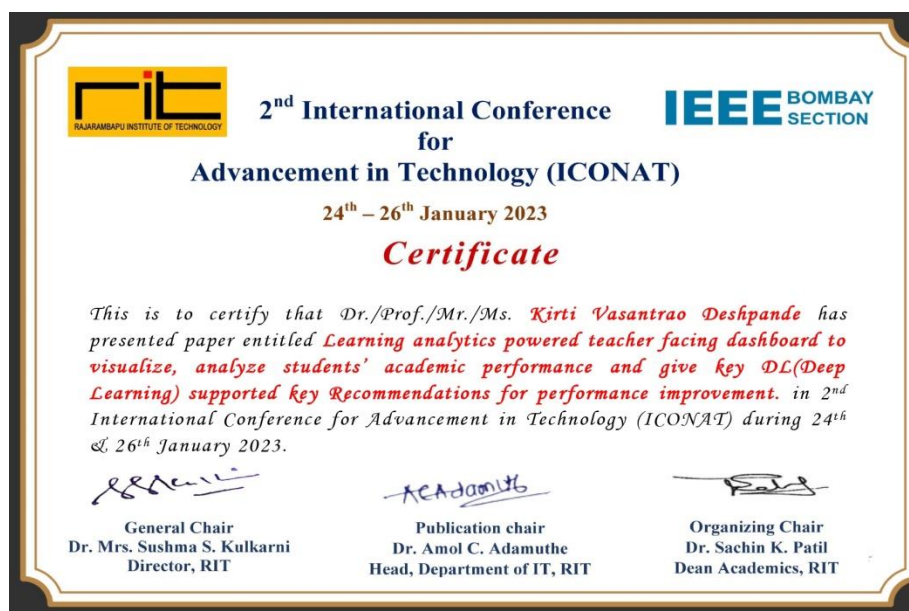 rit
RAJARAMBAPU INSTITUTE OF TECHNOLOGY
IEEE BOMBAY SECTION
2nd International Conference
for
Advancement in Technology (ICONAT)
24th – 26th January 2023
Certificate
This is to certify that Dr./Prof./Mr./Ms. Kirti Vasantrao Deshpande has
presented paper entitled Learning analytics powered teacher facing dashboard to
visualize, analyze students' academic performance and give key DL(Deep
Learning) supported key Recommendations for performance improvement. in 2nd
International Conference for Advancement in Technology (ICONAT) during 24th
& 26th January 2023.
ACAdamuthe
General Chair
Dr. Mrs. Sushma S. Kulkarni
Director, RIT
Publication chair
Dr. Amol C. Adamuthe
Head, Department of IT, RIT
Organizing Chair
Dr. Sachin K. Patil
Dean Academics, RIT